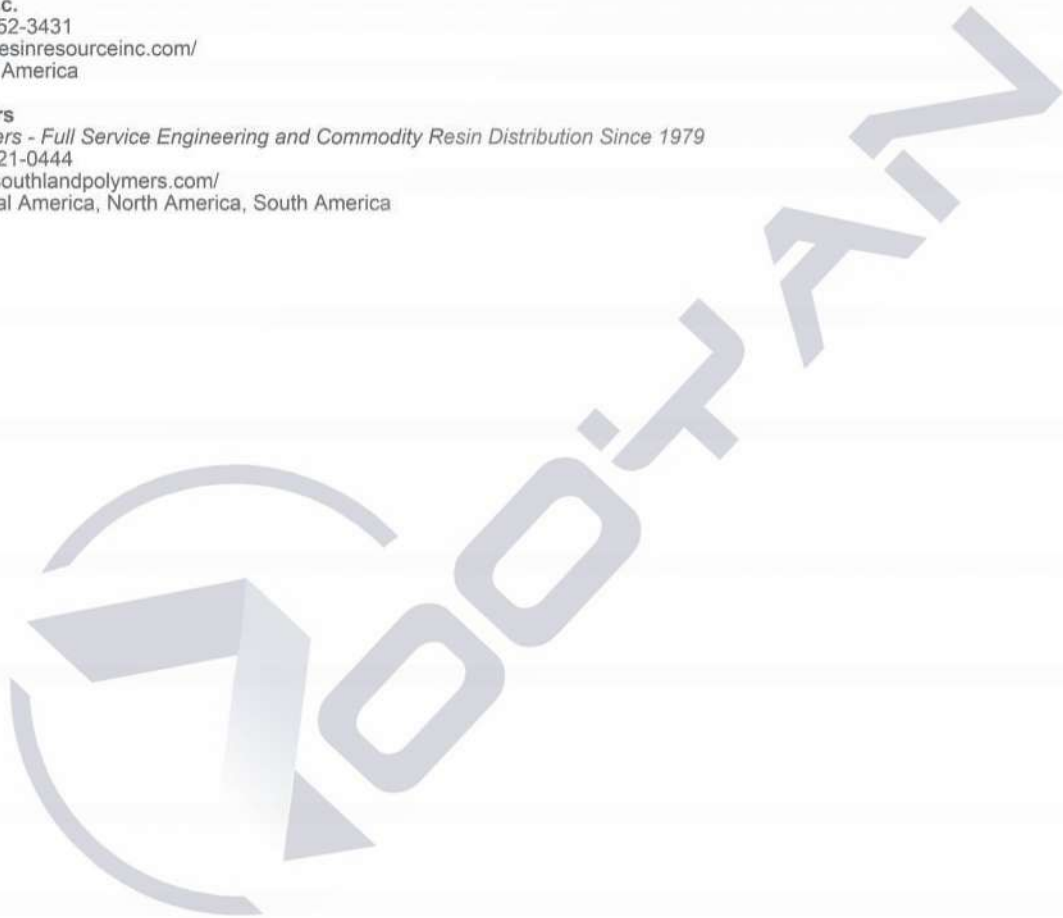 c.
52-3431
esinresourceinc.com/
America
rs
ers - Full Service Engineering and Commodity Resin Distribution Since 1979
21-0444
southlandpolymers.com/
al America, North America, South America